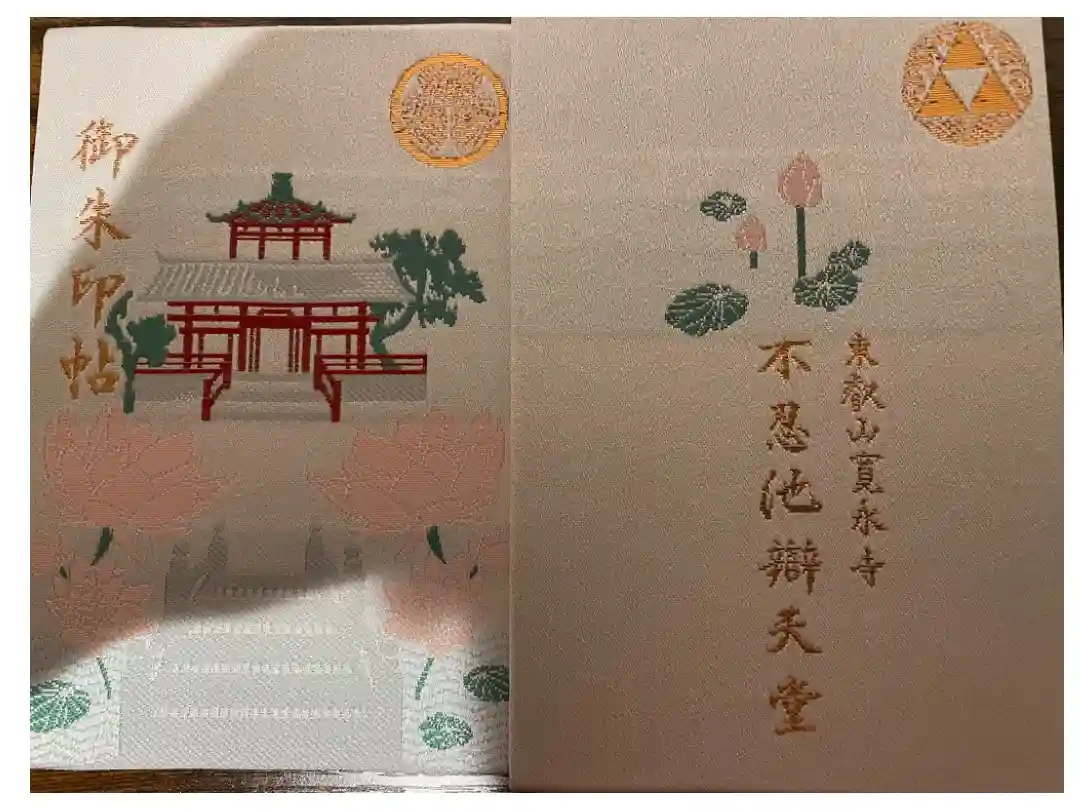 御朱印帖
東叡山寛永寺
不忍池辯天堂